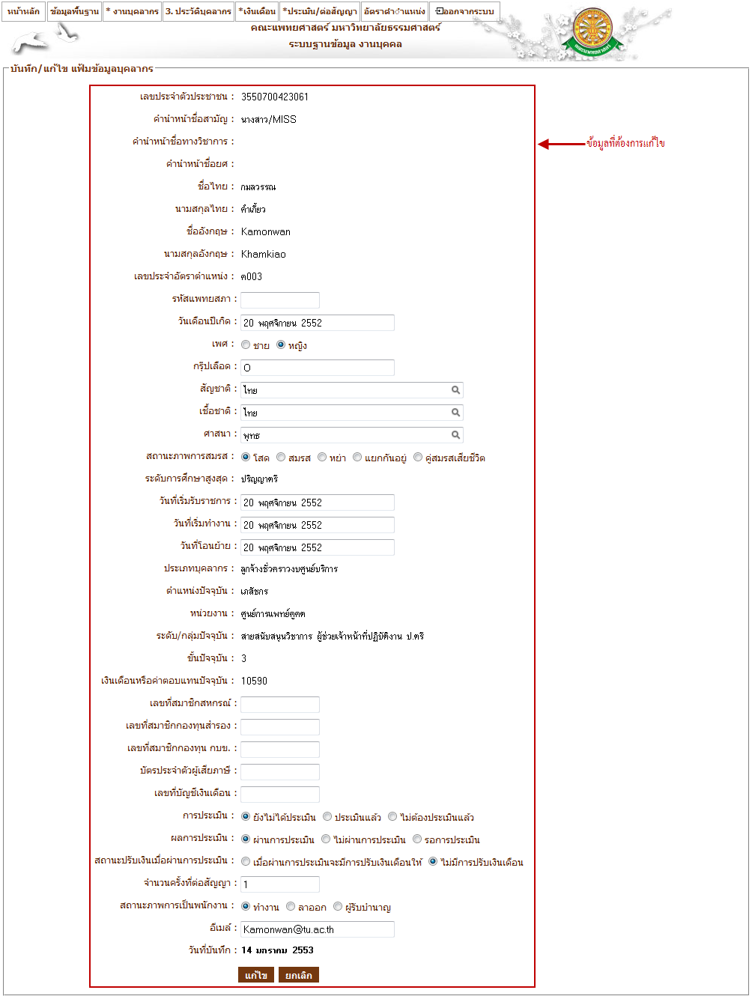 หน้าหลัก ข้อมูลพื้นฐาน * งานบุคลากร 3. ประวัติบุคลากร *เงินเดือน *ประเมิน/ต่อสัญญา อัตราตำแหน่ง ออกจากระบบ
คณะแพทยศาสตร์ มหาวิทยาลัยธรรมศาสตร์
ระบบฐานข้อมูล งานบุคคล
บันทึก/แก้ไข แฟ้มข้อมูลบุคลากร
เลขประจำตัวประชาชน : 3550700423061
คำนำหน้าชื่อสามัญ : นางสาว/MISS
คำนำหน้าชื่อทางวิชาการ :
ข้อมูลที่ต้องการแก้ไข
คำนำหน้าชื่อยศ :
ชื่อไทย : กมลวรรณ
นามสกุลไทย : คำเกี้ยว
ชื่ออังกฤษ : Kamonwan
นามสกุลอังกฤษ : Khamkiao
เลขประจำอัตราตำแหน่ง : ค003
รหัสแพทยสภา :
วันเดือนปีเกิด : 20 พฤศจิกายน 2552
เพศ : ชาย หญิง
กรุ๊ปเลือด : O
สัญชาติ : ไทย
เชื้อชาติ : ไทย
ศาสนา : พุทธ
สถานะภาพการสมรส : โสด สมรส หย่า แยกกันอยู่ คู่สมรสเสียชีวิต
ระดับการศึกษาสูงสุด : ปริญญาตรี
วันที่เริ่มรับราชการ : 20 พฤศจิกายน 2552
วันที่เริ่มทำงาน : 20 พฤศจิกายน 2552
วันที่โอนย้าย : 20 พฤศจิกายน 2552
ประเภทบุคลากร : ลูกจ้างชั่วคราวงบศูนย์บริการ
ตำแหน่งปัจจุบัน : เภสัชกร
หน่วยงาน : ศูนย์การแพทย์คูคต
ระดับ/กลุ่มปัจจุบัน : สายสนับสนุนวิชาการ ผู้ช่วยเจ้าหน้าที่ปฏิบัติงาน ป.ตรี
ขั้นปัจจุบัน : 3
เงินเดือนหรือค่าตอบแทนปัจจุบัน : 10590
เลขที่สมาชิกสหกรณ์ :
เลขที่สมาชิกกองทุนสำรอง :
เลขที่สมาชิกกองทุน กบข. :
บัตรประจำตัวผู้เสียภาษี :
เลขที่บัญชีเงินเดือน :
การประเมิน : ยังไม่ได้ประเมิน ประเมินแล้ว ไม่ต้องประเมินแล้ว
ผลการประเมิน : ผ่านการประเมิน ไม่ผ่านการประเมิน รอการประเมิน
สถานะปรับเงินเมื่อผ่านการประเมิน : เมื่อผ่านการประเมินจะมีการปรับเงินเดือนให้ ไม่มีการปรับเงินเดือน
จำนวนครั้งที่ต่อสัญญา : 1
สถานะภาพการเป็นพนักงาน : ทำงาน ลาออก ผู้รับบำนาญ
อีเมล์ : Kamonwan@tu.ac.th
วันที่บันทึก : 14 มกราคม 2553
แก้ไข ยกเลิก